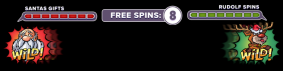 SANTAS GIFTS
FREE SPINS: 8
RUDOLF SPINS
WILD!
WILD!